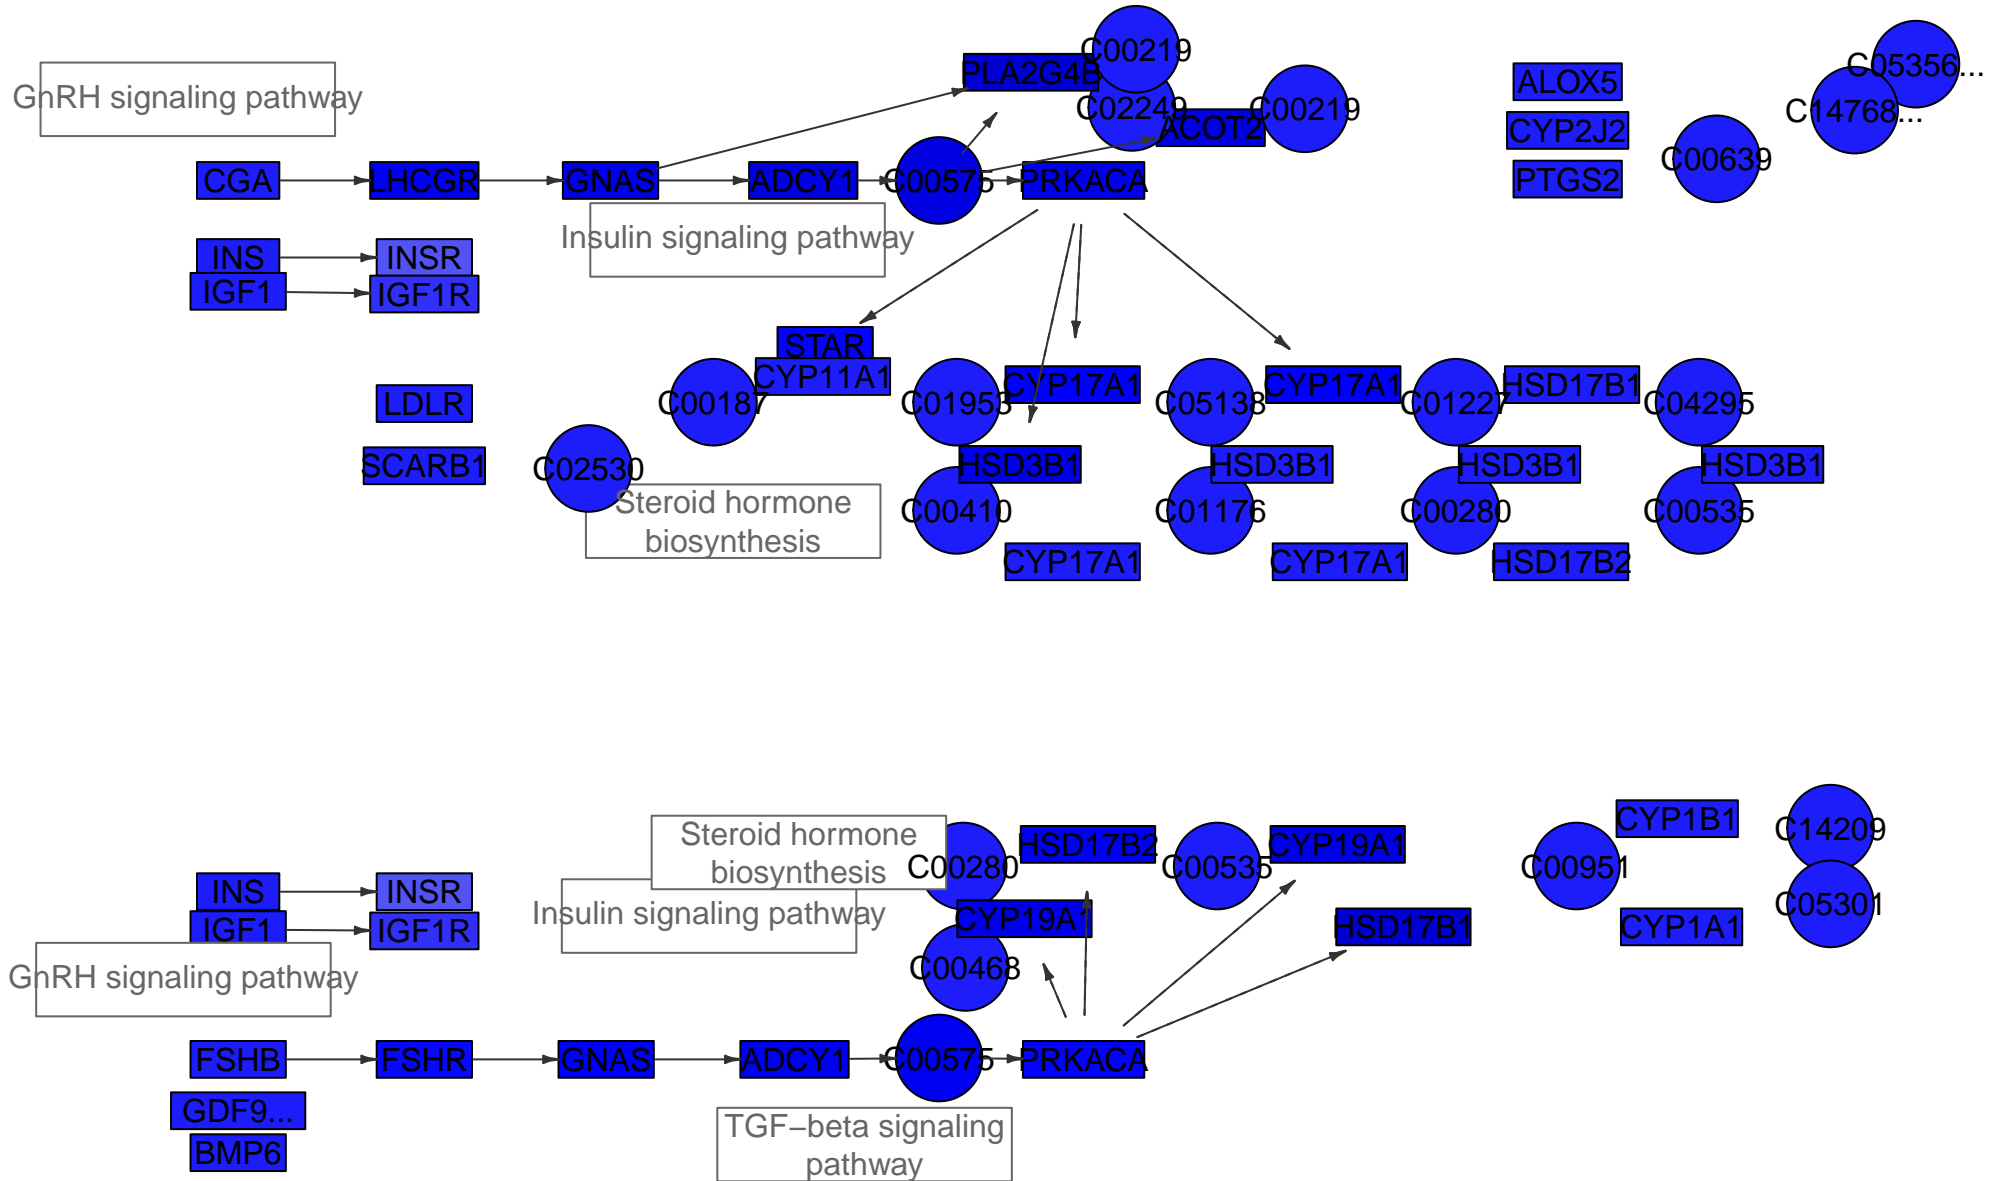 C00219
C05356...
PLA2G4B
GnRH signaling pathway
ALOX5
C02249
C00219
C14768...
ACOT2
CYP2J2
C00639
CGA
LHCGR
GNAS
ADCY1
C00575
PRKACA
PTGS2
Insulin signaling pathway
INS
INSR
IGF1
IGF1R
STAR
CYP11A1
CYP17A1
CYP17A1
HSD17B1
LDLR
C00187
C01953
C05138
C01227
C04295
SCARB1
C02530
HSD3B1
HSD3B1
HSD3B1
HSD3B1
Steroid hormone
biosynthesis
C00410
C01176
C00280
C00535
CYP17A1
CYP17A1
HSD17B2
Steroid hormone
biosynthesis
HSD17B2
CYP19A1
CYP1B1
C14209
C00280
C00535
C00951
INS
INSR
Insulin signaling pathway
CYP19A1
HSD17B1
CYP1A1
C05301
IGF1
IGF1R
GnRH signaling pathway
C00468
FSHB
FSHR
GNAS
ADCY1
C00575
PRKACA
GDF9...
BMP6
TGF−beta signaling
pathway